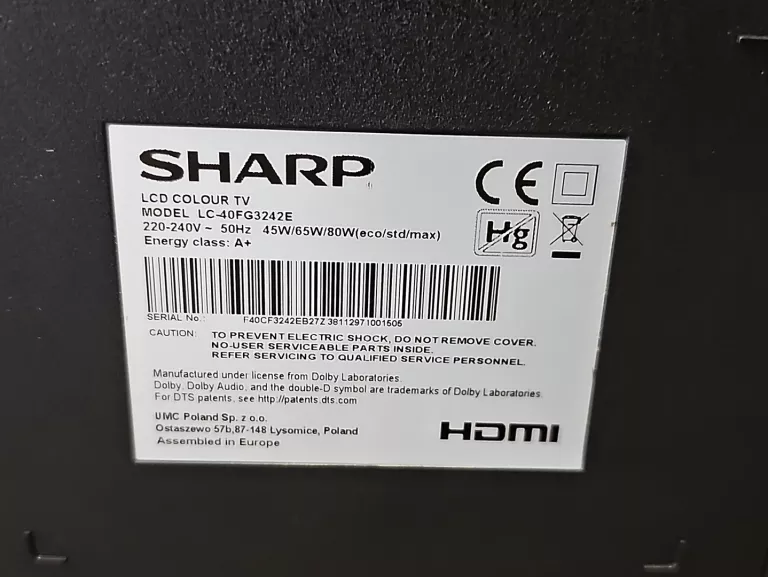 SHARP
LCD COLOUR TV
MODEL LC-40FG3242E
220-240V ~ 50Hz 45W/65W/80W(eco/std/max)
Energy class: A+
CE
Hg
SERIAL No.: F40CF3242EB27Z38112971001505
CAUTION: TO PREVENT ELECTRIC SHOCK, DO NOT REMOVE COVER.
NO-USER SERVICEABLE PARTS INSIDE.
REFER SERVICING TO QUALIFIED SERVICE PERSONNEL.
Manufactured under license from Dolby Laboratories.
Dolby, Dolby Audio, and the double-D symbol are trademarks of Dolby Laboratories.
For DTS patents, see http://patents.dts.com
UMC Poland Sp. z o.o.
Ostaszewo 57b,87-148 Lysomice, Poland
Assembled in Europe
HDMI